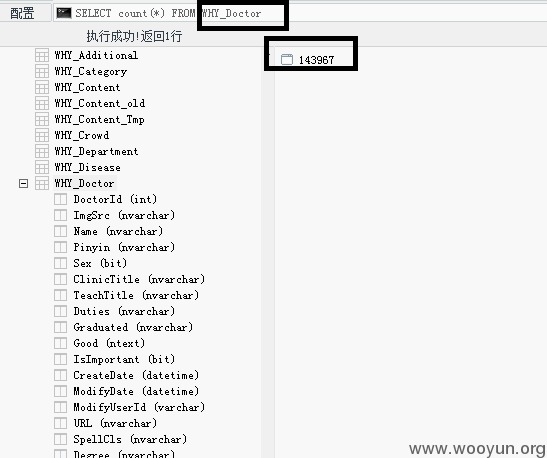 配置 SELECT count(*) FROM WHY_Doctor
执行成功!返回1行
WHY_Additional
143967
WHY_Category
WHY_Content
WHY_Content_old
WHY_Content_Tmp
WHY_Crowd
WHY_Department
WHY_Disease
WHY_Doctor
DoctorId (int)
ImgSrc (nvarchar)
Name (nvarchar)
Pinyin (nvarchar)
Sex (bit)
ClinicTitle (nvarchar)
TeachTitle (nvarchar)
Duties (nvarchar)
Graduated (nvarchar)
Good (ntext)
IsImportant (bit)
CreateDate (datetime)
ModifyDate (datetime)
ModifyUserId (varchar)
URL (nvarchar)
SpellCls (nvarchar)
Degree (nvarchar)
www.wooyun.org